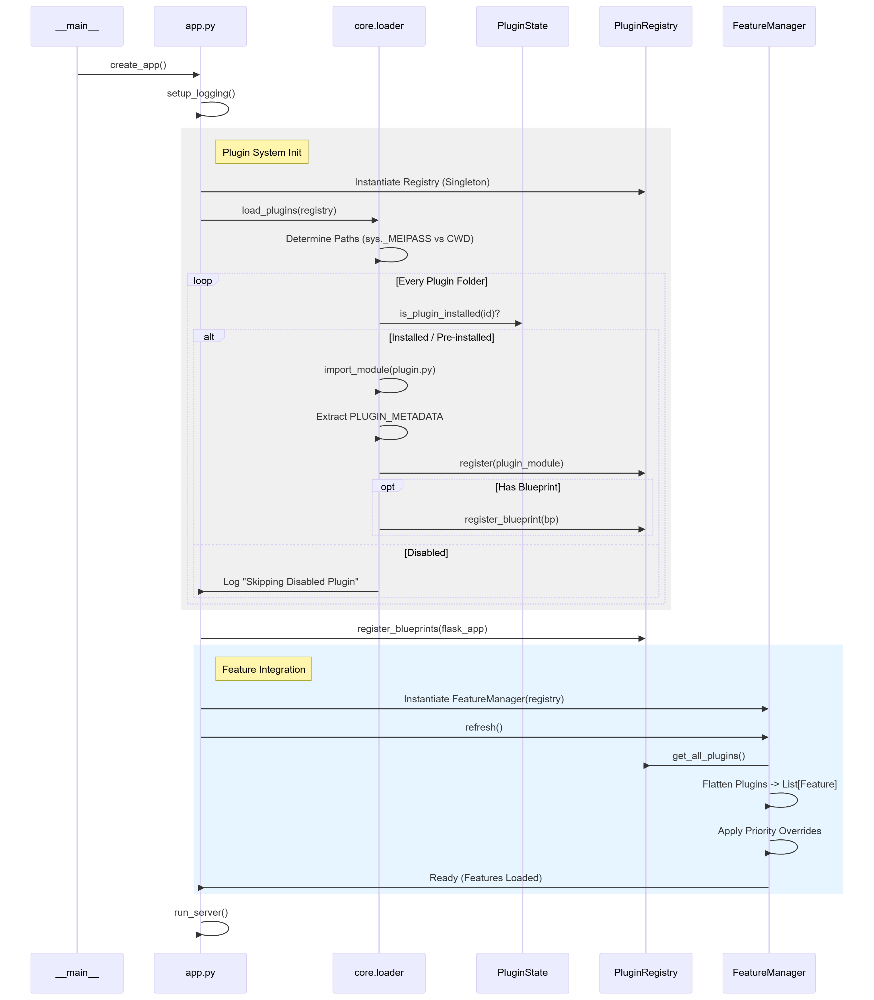 __main__
app.py
core.loader
PluginState
PluginRegistry
FeatureManager
create_app()
setup_logging()
Plugin System Init
Instantiate Registry (Singleton)
load_plugins(registry)
Determine Paths (sys._MEIPASS vs CWD)
loop
[Every Plugin Folder]
is_plugin_installed(id)?
alt
[Installed / Pre-installed]
import_module(plugin.py)
Extract PLUGIN_METADATA
register(plugin_module)
opt
[Has Blueprint]
register_blueprint(bp)
[Disabled]
Log "Skipping Disabled Plugin"
register_blueprints(flask_app)
Feature Integration
Instantiate FeatureManager(registry)
refresh()
get_all_plugins()
Flatten Plugins -> List[Feature]
Apply Priority Overrides
Ready (Features Loaded)
run_server()
__main__
app.py
core.loader
PluginState
PluginRegistry
FeatureManager